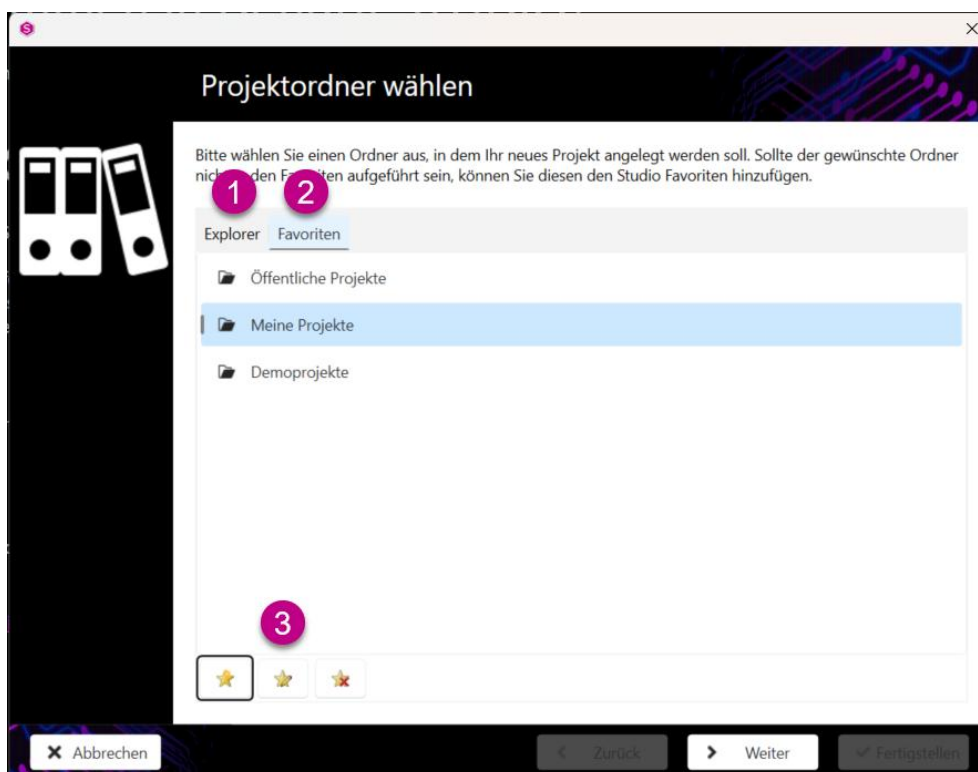 Projektordner wählen
Bitte wählen Sie einen Ordner aus, in dem Ihr neues Projekt angelegt werden soll. Sollte der gewünschte Ordner
den Favoriten aufgeführt sein, können Sie diesen den Studio Favoriten hinzufügen.
1
2
Explorer Favoriten
Öffentliche Projekte
Meine Projekte
Demoprojekte
3
Abbrechen
Zurück
Weiter
Fertigstellen